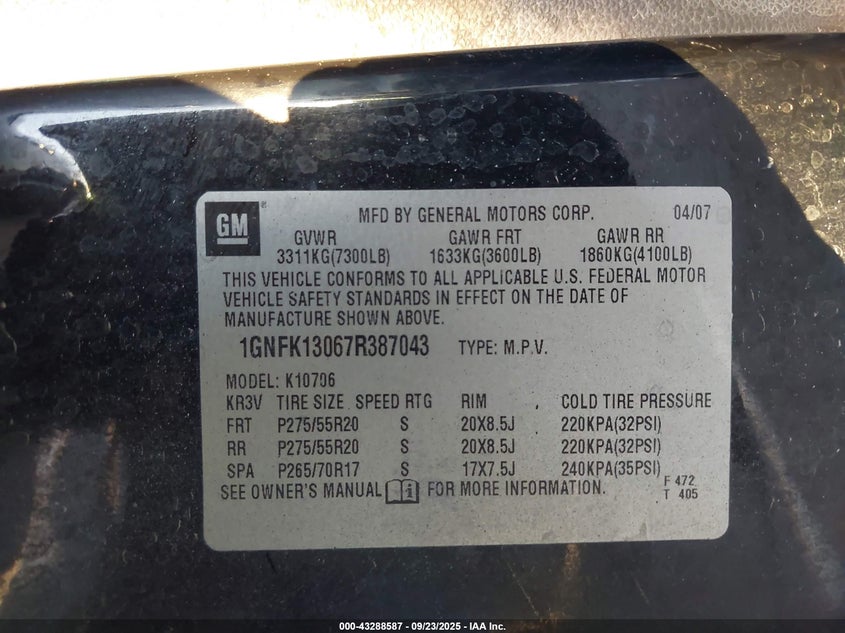 GM ® MFD BY GENERAL MOTORS CORP. 04/07
GVWR GAWR FRT GAWR RR
3311KG(7300LB) 1633KG(3600LB) 1860KG(4100LB)
THIS VEHICLE CONFORMS TO ALL APPLICABLE U.S. FEDERAL MOTOR
VEHICLE SAFETY STANDARDS IN EFFECT ON THE DATE OF
MANUFACTURE SHOWN ABOVE.
1GNFK13067R387043 TYPE: M.P.V.
MODEL: K10706
KR3V TIRE SIZE SPEED RTG RIM COLD TIRE PRESSURE
FRT P275/55R20 S 20X8.5J 220KPA(32PSI)
RR P275/55R20 S 20X8.5J 220KPA(32PSI)
SPA P265/70R17 S 17X7.5J 240KPA(35PSI)
SEE OWNER'S MANUAL i FOR MORE INFORMATION. F 472
T 405
000-43288587 - 09/23/2025 - IAA Inc.